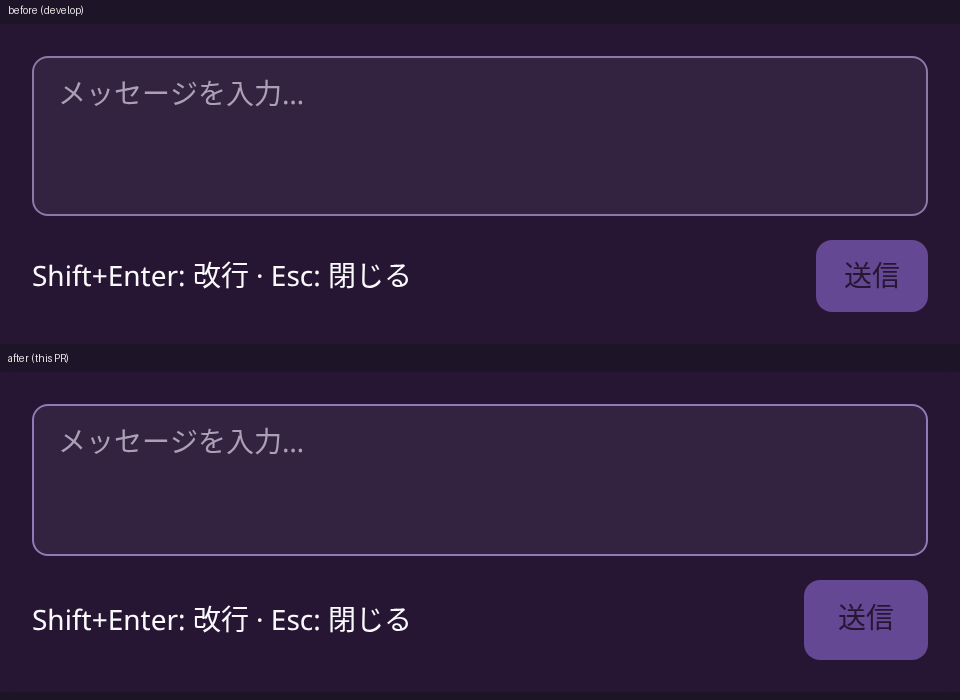 before (develop)
メッセージを入力...
Shift+Enter: 改行 · Esc: 閉じる
送信
after (this PR)
メッセージを入力...
Shift+Enter: 改行 · Esc: 閉じる
送信